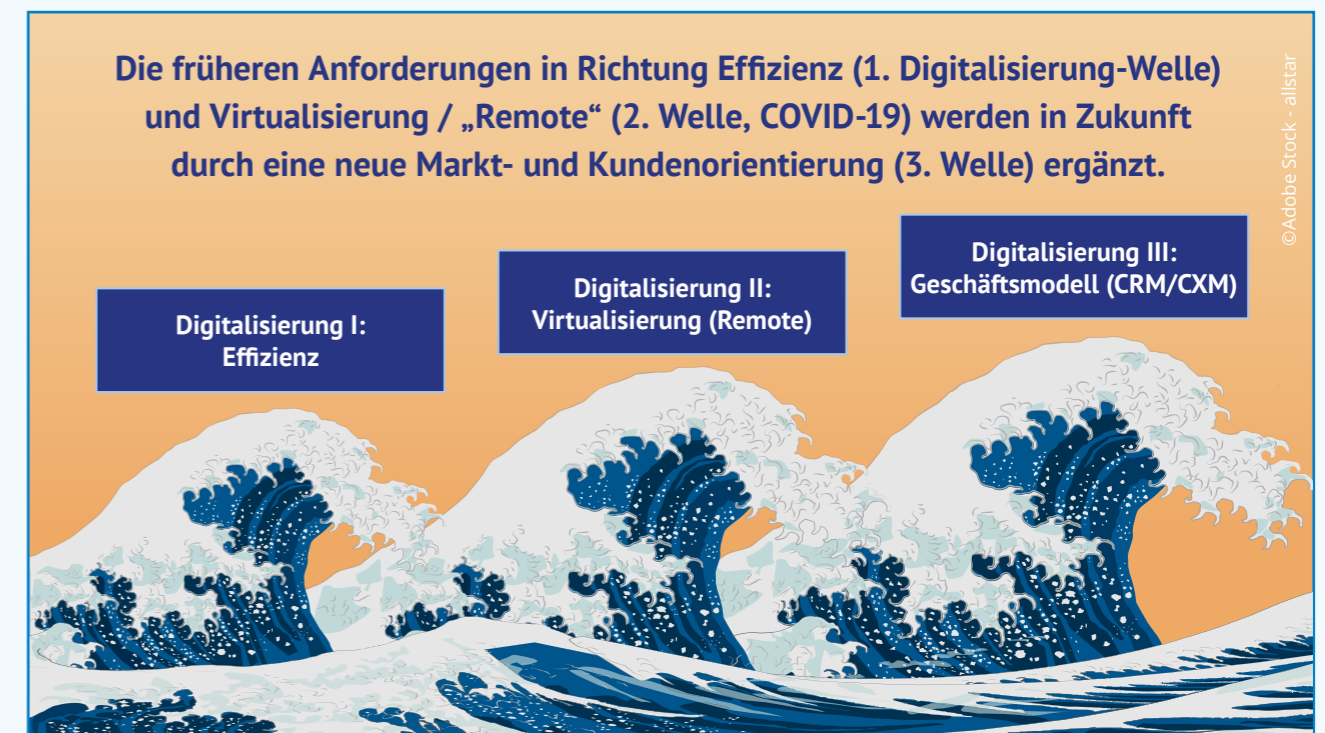 Die früheren Anforderungen in Richtung Effizienz (1. Digitalisierung-Welle)
und Virtualisierung / „Remote“ (2. Welle, COVID-19) werden in Zukunft
durch eine neue Markt- und Kundenorientierung (3. Welle) ergänzt.
©Adobe Stock - allstar
Digitalisierung I:
Effizienz
Digitalisierung II:
Virtualisierung (Remote)
Digitalisierung III:
Geschäftsmodell (CRM/CXM)